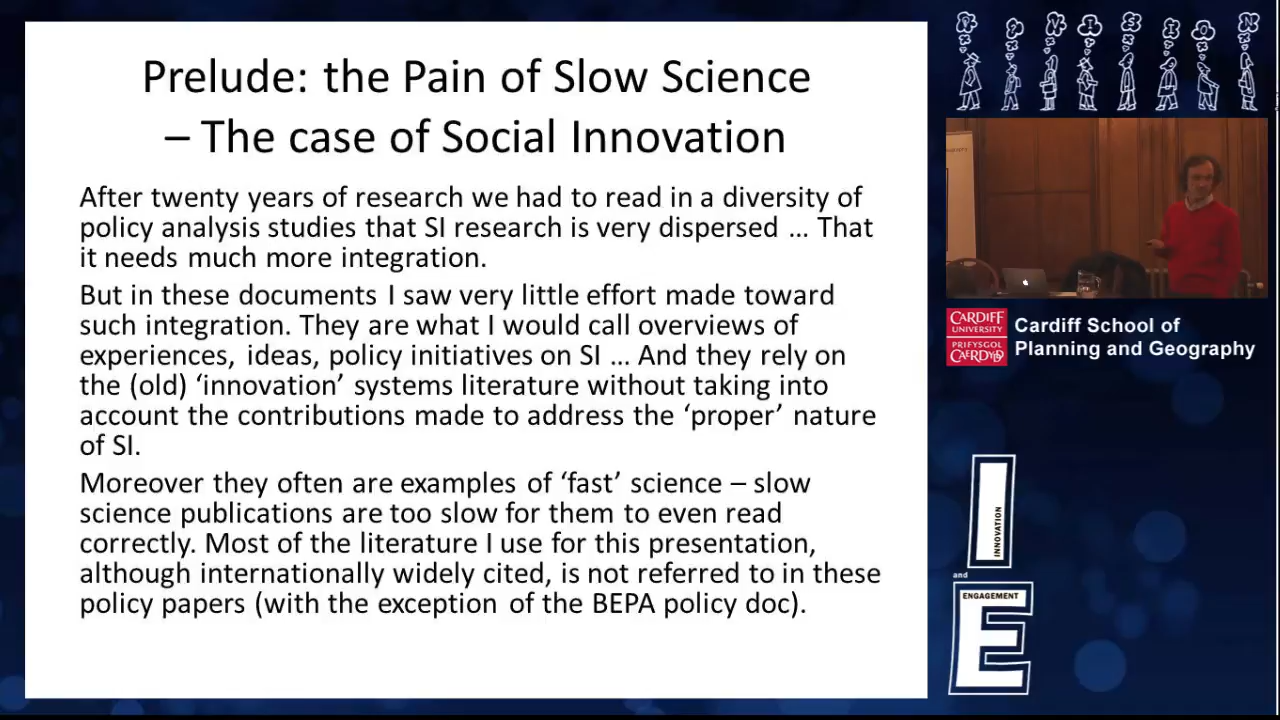 Prelude: the Pain of Slow Science
– The case of Social Innovation
After twenty years of research we had to read in a diversity of
policy analysis studies that SI research is very dispersed … That
it needs much more integration.
But in these documents I saw very little effort made toward
such integration. They are what I would call overviews of
experiences, ideas, policy initiatives on SI … And they rely on
the (old) ‘innovation’ systems literature without taking into
account the contributions made to address the ‘proper’ nature
of SI.
Moreover they often are examples of ‘fast’ science – slow
science publications are too slow for them to even read
correctly. Most of the literature I use for this presentation,
although internationally widely cited, is not referred to in these
policy papers (with the exception of the BEPA policy doc).
P ? V I S I O N
CARDIFF
UNIVERSITY
PRIFYSGOL
CAERDYDD
Cardiff School of
Planning and Geography
INNOVATION
I
and
ENGAGEMENT
E